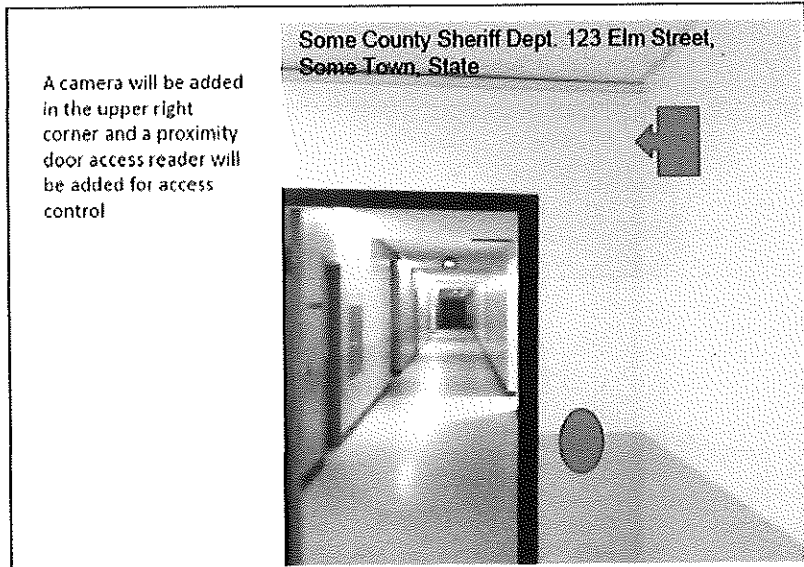 Some County Sheriff Dept. 123 Elm Street,
Some Town, State
A camera will be added
in the upper right
corner and a proximity
door access reader will
be added for access
control